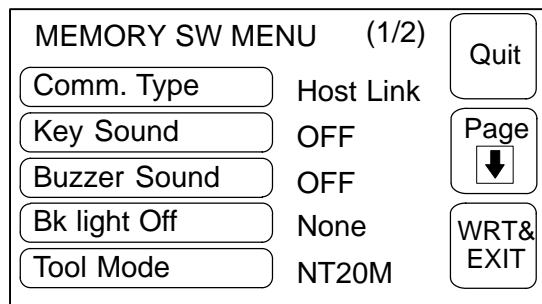 MEMORY SW MENU (1/2)
Quit
Comm. Type Host Link
Key Sound OFF
Page
Buzzer Sound OFF
Bk light Off None
WRT&
EXIT
Tool Mode NT20M